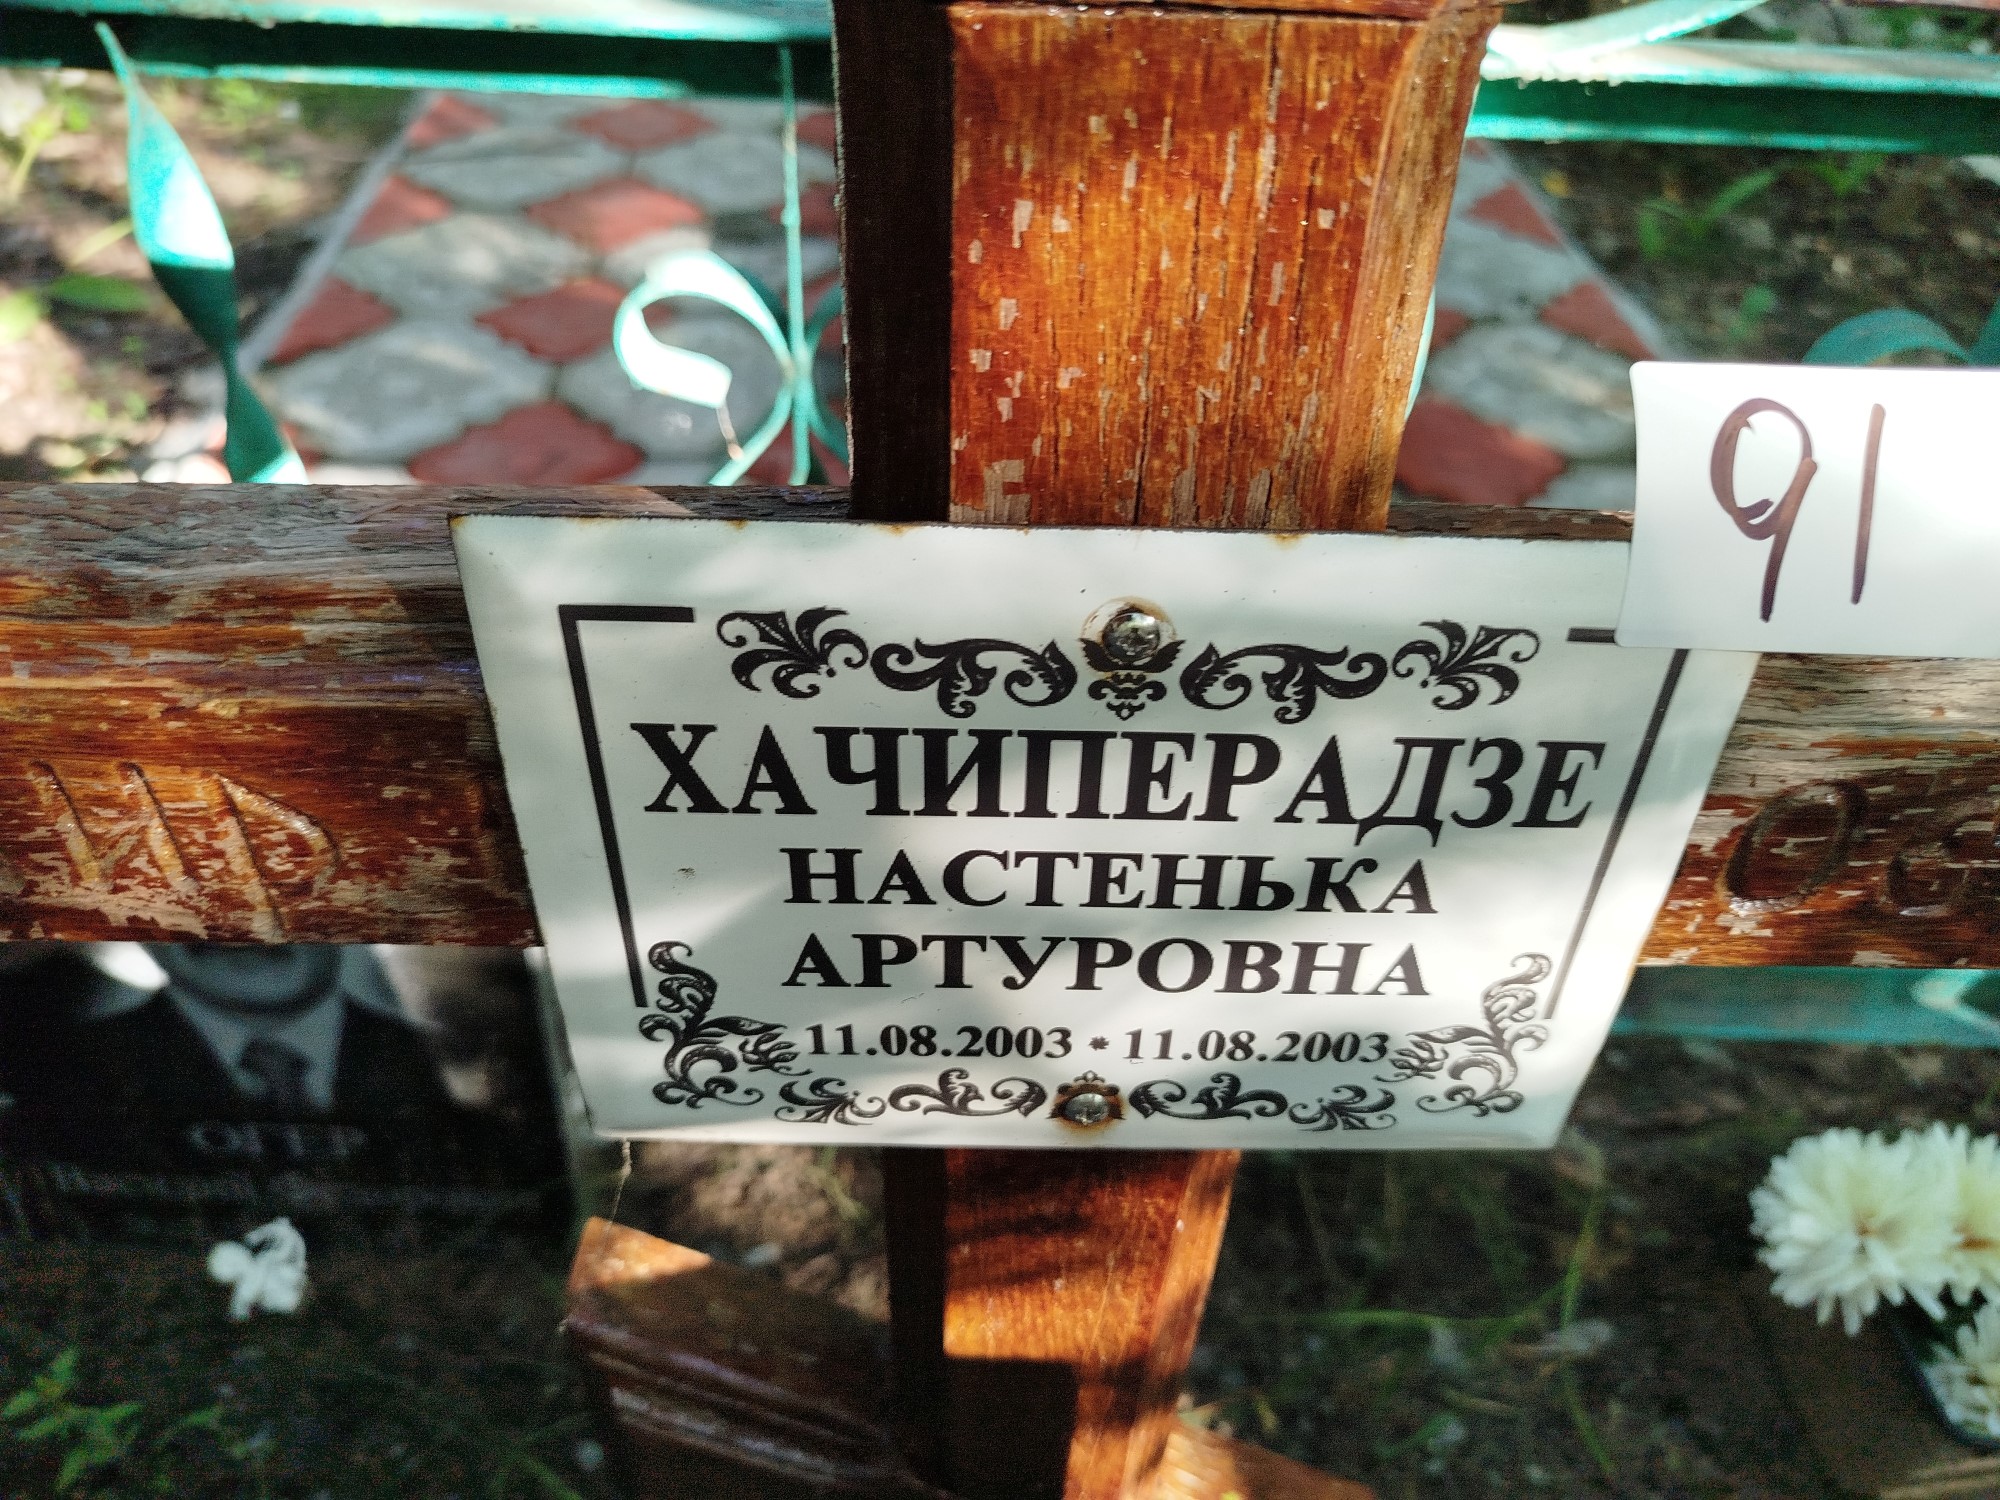 91
ХАЧИПЕРАДЗЕ
НАСТЕНЬКА
АРТУРОВНА
11.08.2003 * 11.08.2003